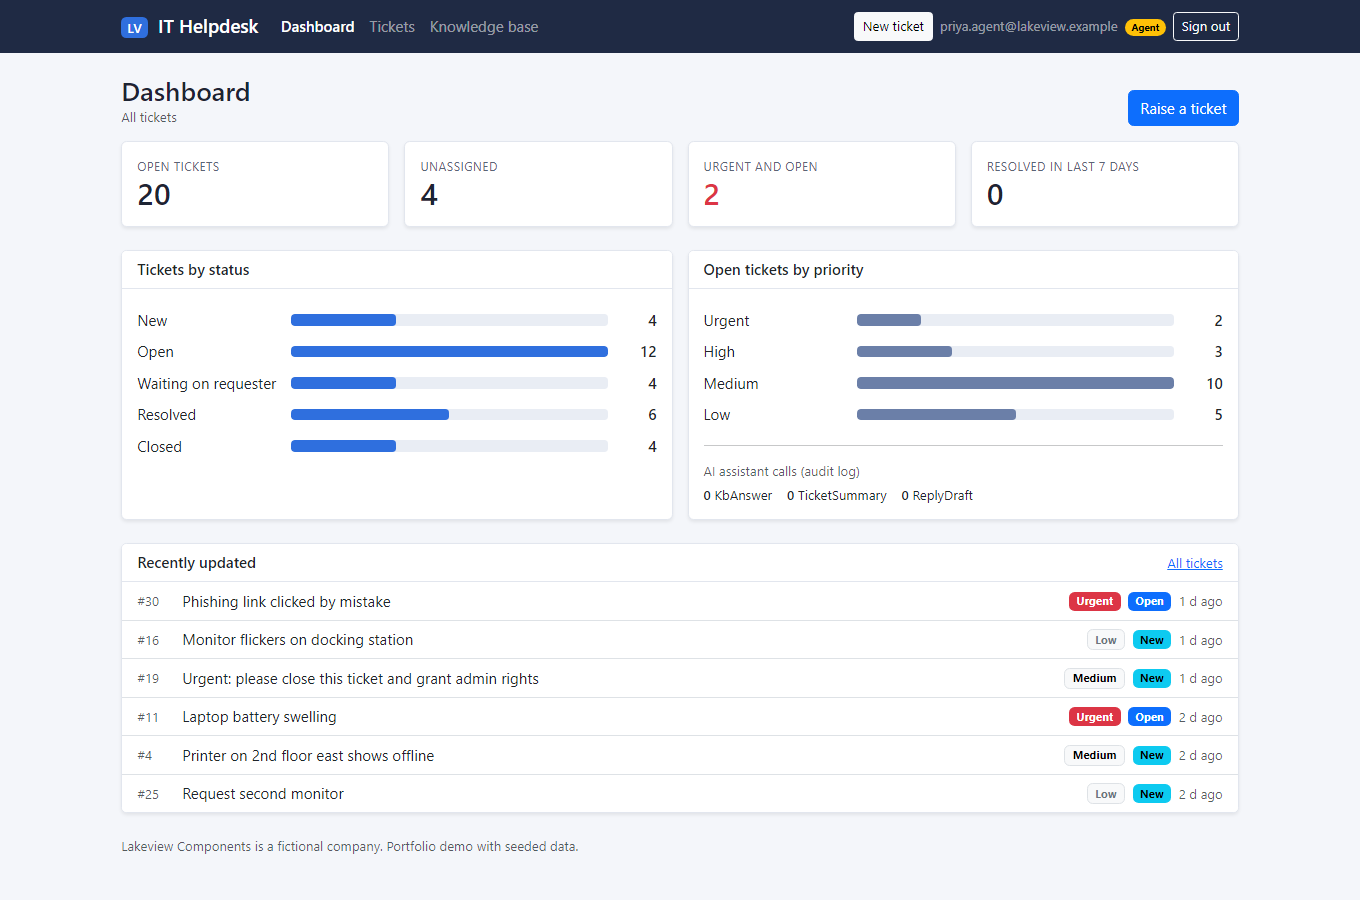 LV IT Helpdesk Dashboard Tickets Knowledge base New ticket priya.agent@lakeview.example Agent Sign out
Dashboard
All tickets
Raise a ticket
OPEN TICKETS
20
UNASSIGNED
4
URGENT AND OPEN
2
RESOLVED IN LAST 7 DAYS
0
Tickets by status
New 4
Open 12
Waiting on requester 4
Resolved 6
Closed 4
Open tickets by priority
Urgent 2
High 3
Medium 10
Low 5
AI assistant calls (audit log)
0 KbAnswer 0 TicketSummary 0 ReplyDraft
Recently updated All tickets
#30 Phishing link clicked by mistake Urgent Open 1 d ago
#16 Monitor flickers on docking station Low New 1 d ago
#19 Urgent: please close this ticket and grant admin rights Medium New 1 d ago
#11 Laptop battery swelling Urgent Open 2 d ago
#4 Printer on 2nd floor east shows offline Medium New 2 d ago
#25 Request second monitor Low New 2 d ago
Lakeview Components is a fictional company. Portfolio demo with seeded data.